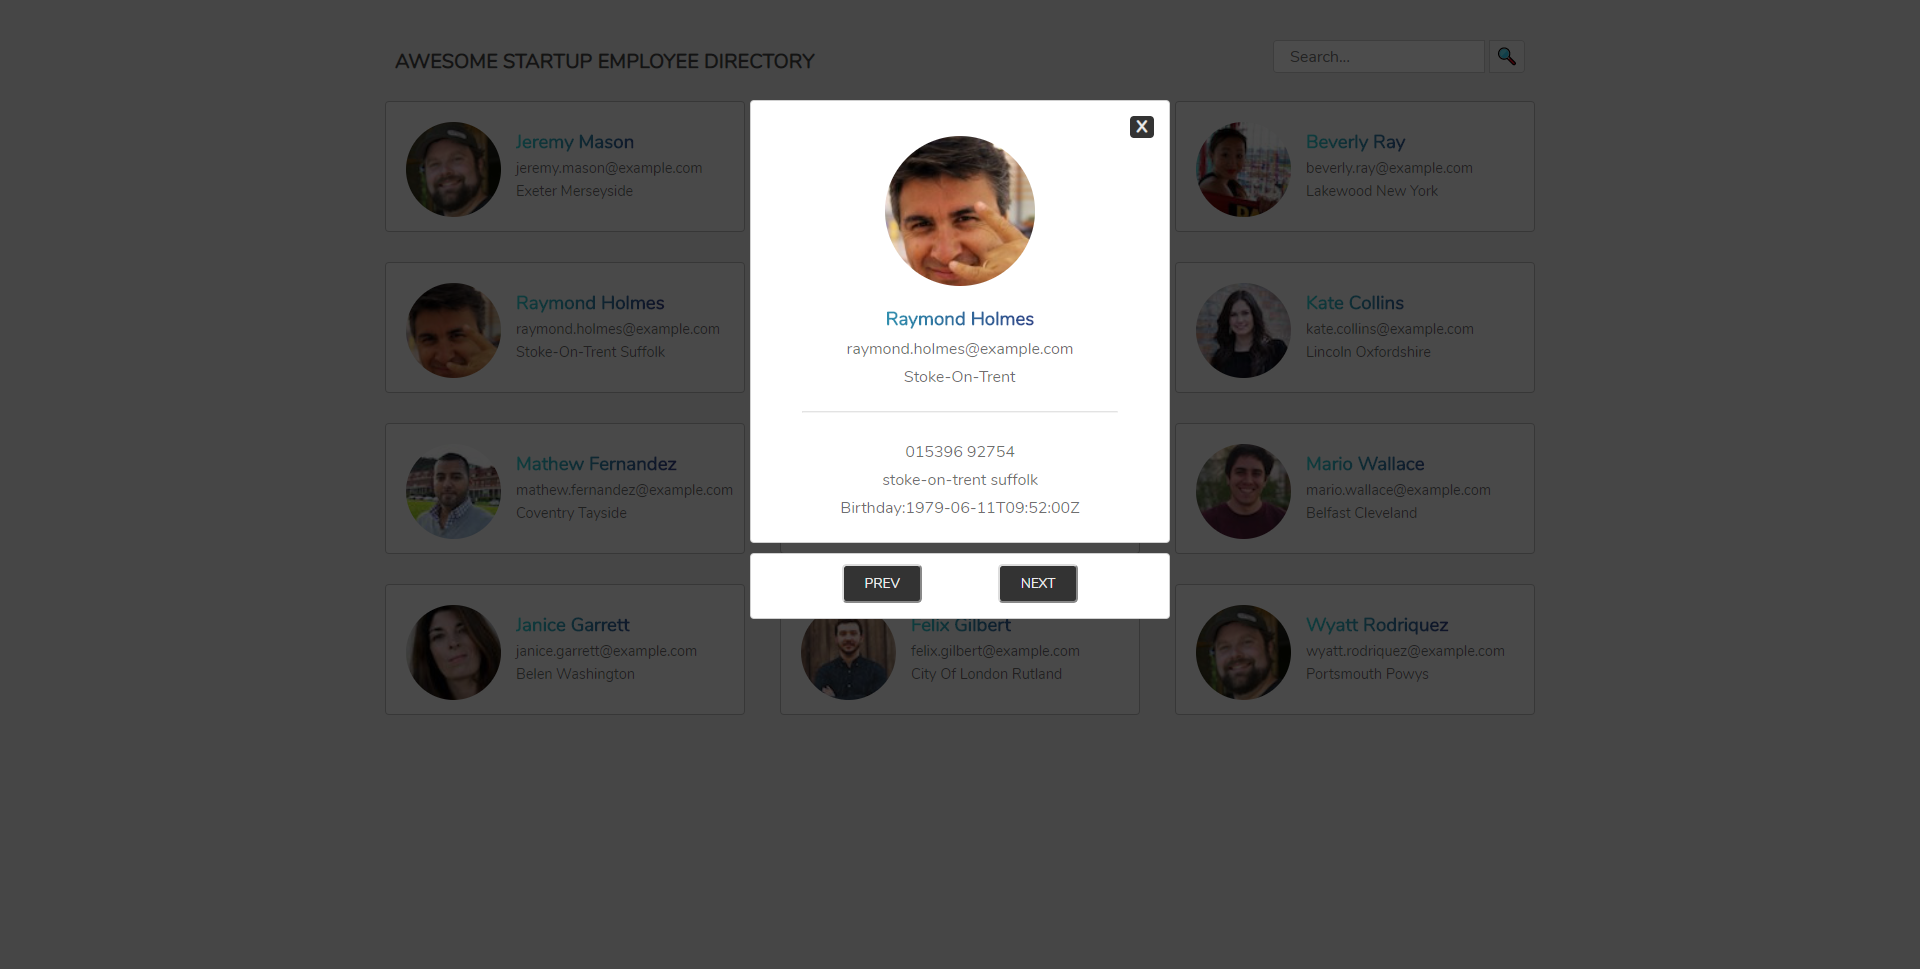 AWESOME STARTUP EMPLOYEE DIRECTORY
Search...
Jeremy Mason
jeremy.mason@example.com
Exeter Merseyside
X
Raymond Holmes
raymond.holmes@example.com
Stoke-On-Trent
015396 92754
stoke-on-trent suffolk
Birthday:1979-06-11T09:52:00Z
PREV
NEXT
Beverly Ray
beverly.ray@example.com
Lakewood New York
Raymond Holmes
raymond.holmes@example.com
Stoke-On-Trent Suffolk
Kate Collins
kate.collins@example.com
Lincoln Oxfordshire
Mathew Fernandez
mathew.fernandez@example.com
Coventry Tayside
Mario Wallace
mario.wallace@example.com
Belfast Cleveland
Janice Garrett
janice.garrett@example.com
Belen Washington
Felix Gilbert
felix.gilbert@example.com
City Of London Rutland
Wyatt Rodriquez
wyatt.rodriquez@example.com
Portsmouth Powys